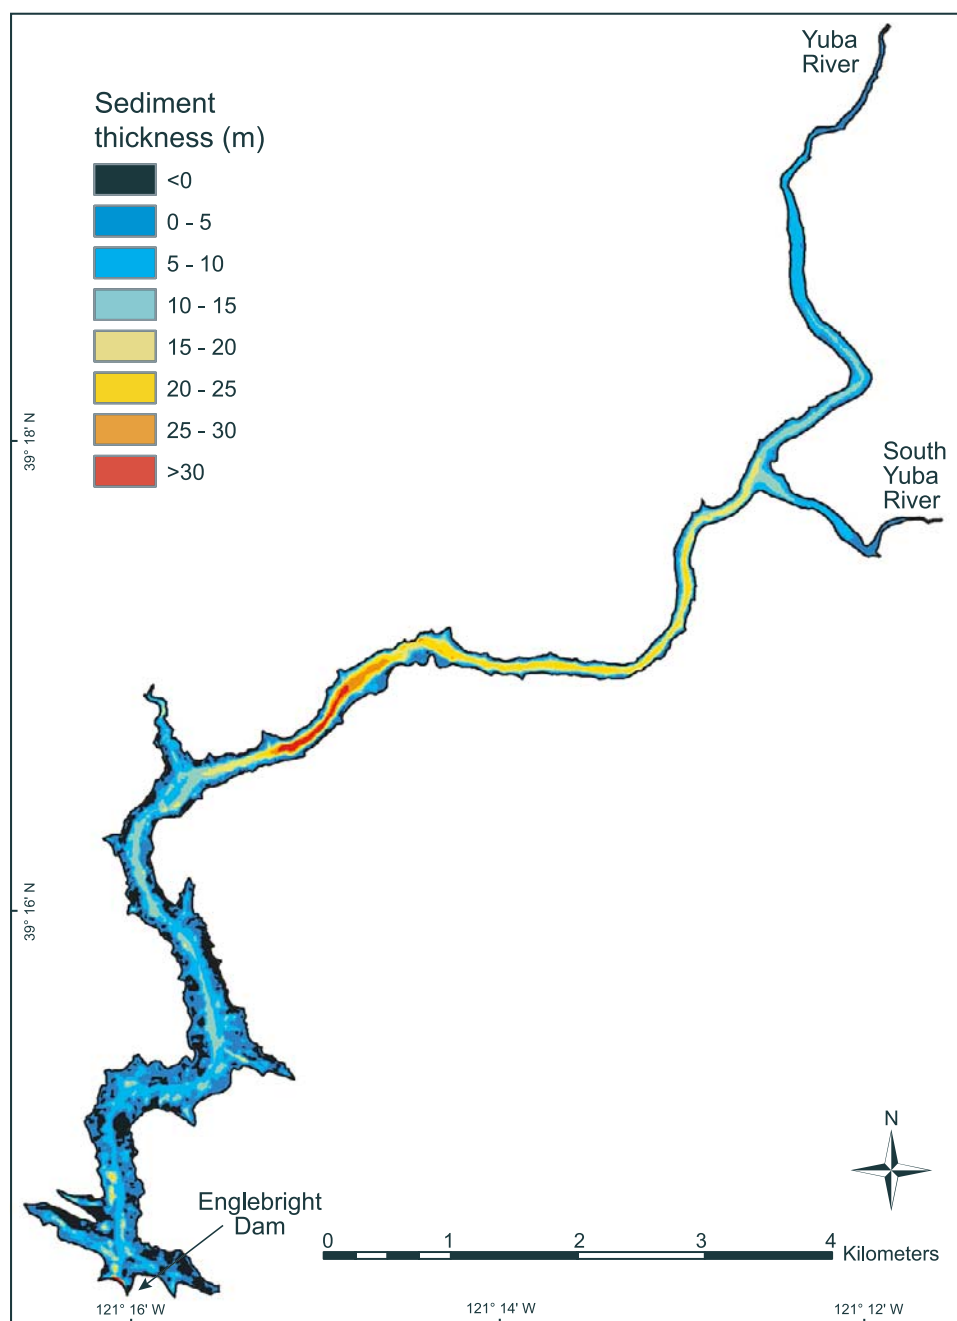 Yuba
River
Sediment
thickness (m)
<0
0 - 5
5 - 10
10 - 15
15 - 20
20 - 25
25 - 30
>30
39° 18' N
South
Yuba
River
39° 16' N
N
Englebright
Dam
0 1 2 3 4
Kilometers
121° 16' W 121° 14' W 121° 12' W